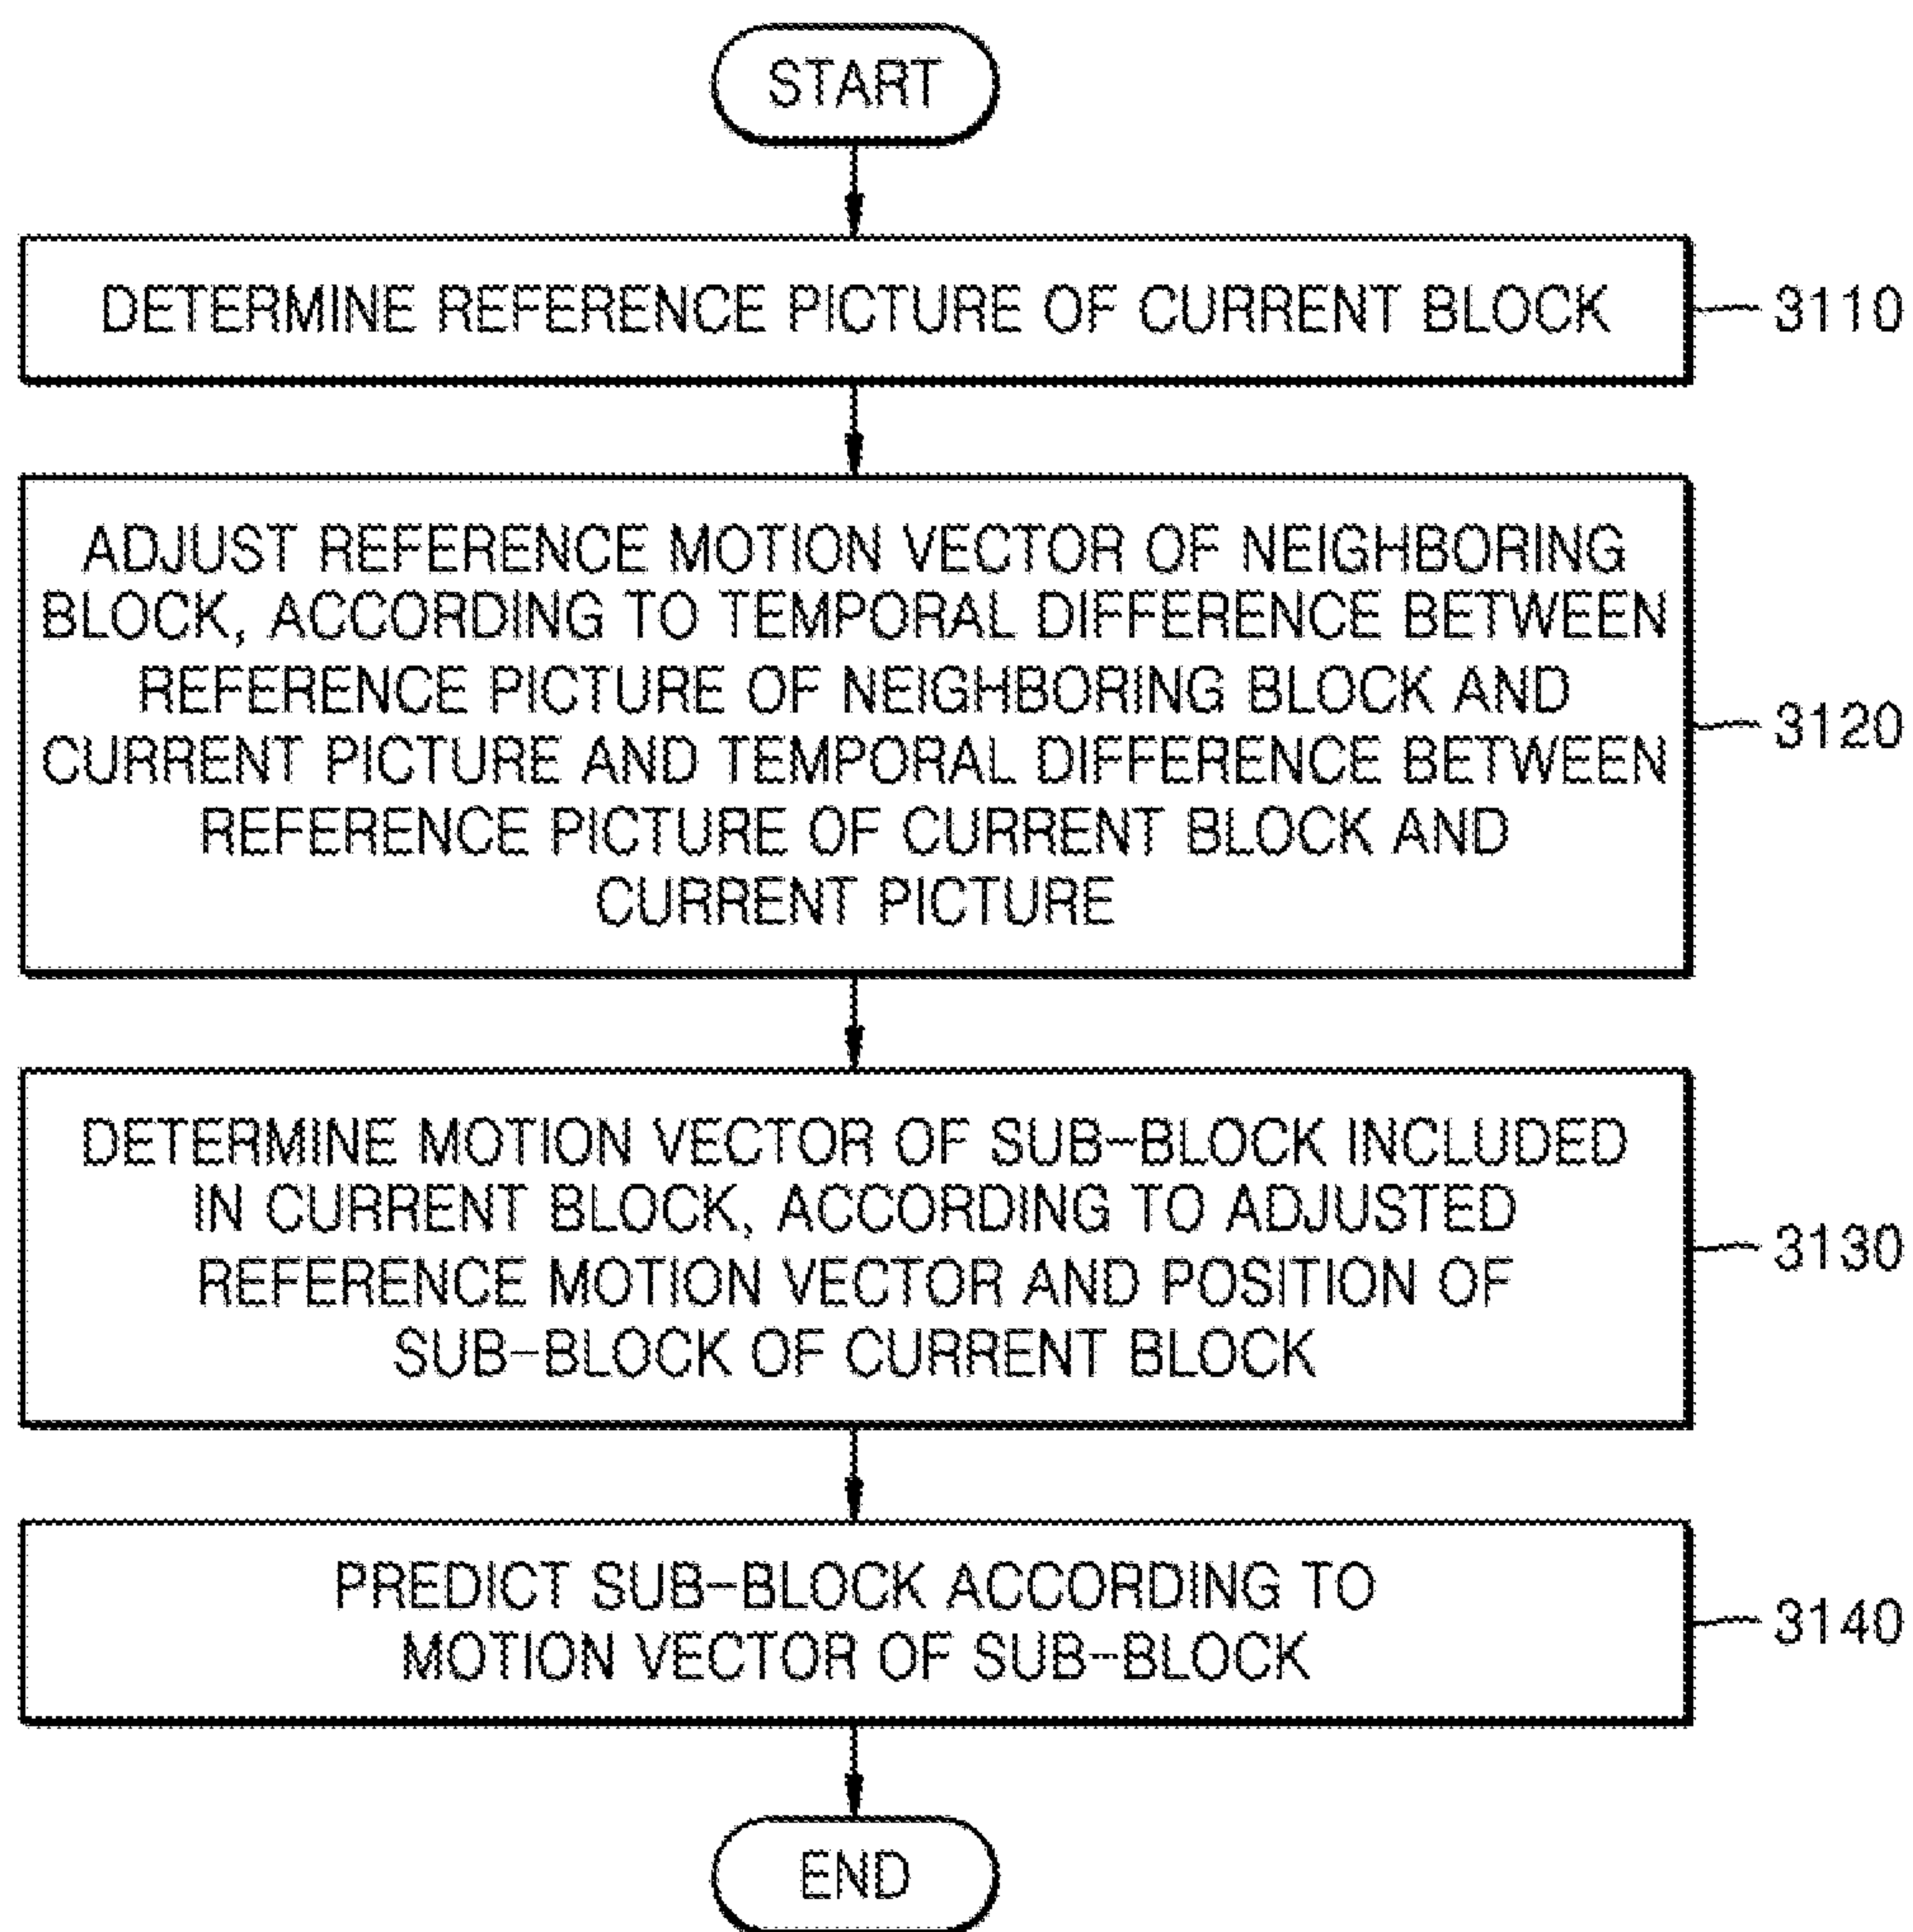 START
DETERMINE REFERENCE PICTURE OF CURRENT BLOCK
3110
ADJUST REFERENCE MOTION VECTOR OF NEIGHBORING
BLOCK, ACCORDING TO TEMPORAL DIFFERENCE BETWEEN
REFERENCE PICTURE OF NEIGHBORING BLOCK AND
CURRENT PICTURE AND TEMPORAL DIFFERENCE BETWEEN
REFERENCE PICTURE OF CURRENT BLOCK AND
CURRENT PICTURE
3120
DETERMINE MOTION VECTOR OF SUB-BLOCK INCLUDED
IN CURRENT BLOCK, ACCORDING TO ADJUSTED
REFERENCE MOTION VECTOR AND POSITION OF
SUB-BLOCK OF CURRENT BLOCK
3130
PREDICT SUB-BLOCK ACCORDING TO
MOTION VECTOR OF SUB-BLOCK
3140
END